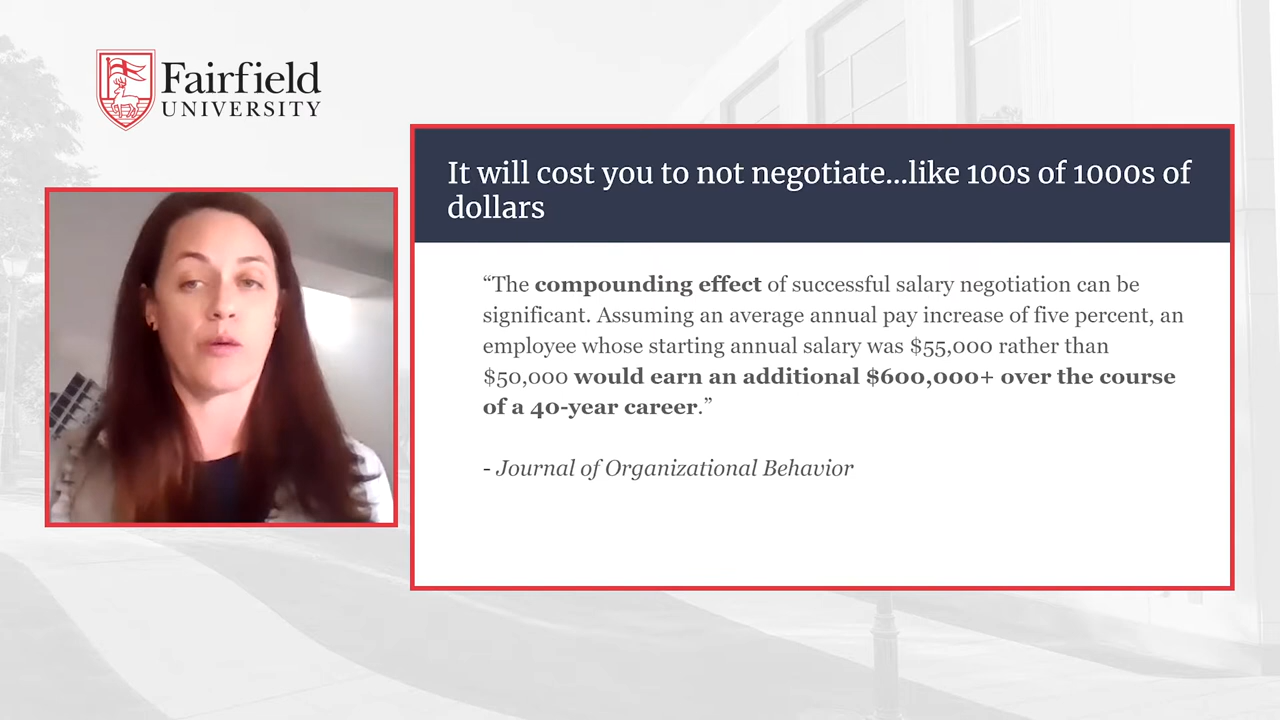 Fairfield
UNIVERSITY
It will cost you to not negotiate...like 100s of 1000s of
dollars
“The compounding effect of successful salary negotiation can be
significant. Assuming an average annual pay increase of five percent, an
employee whose starting annual salary was $55,000 rather than
$50,000 would earn an additional $600,000+ over the course
of a 40-year career.”
- Journal of Organizational Behavior